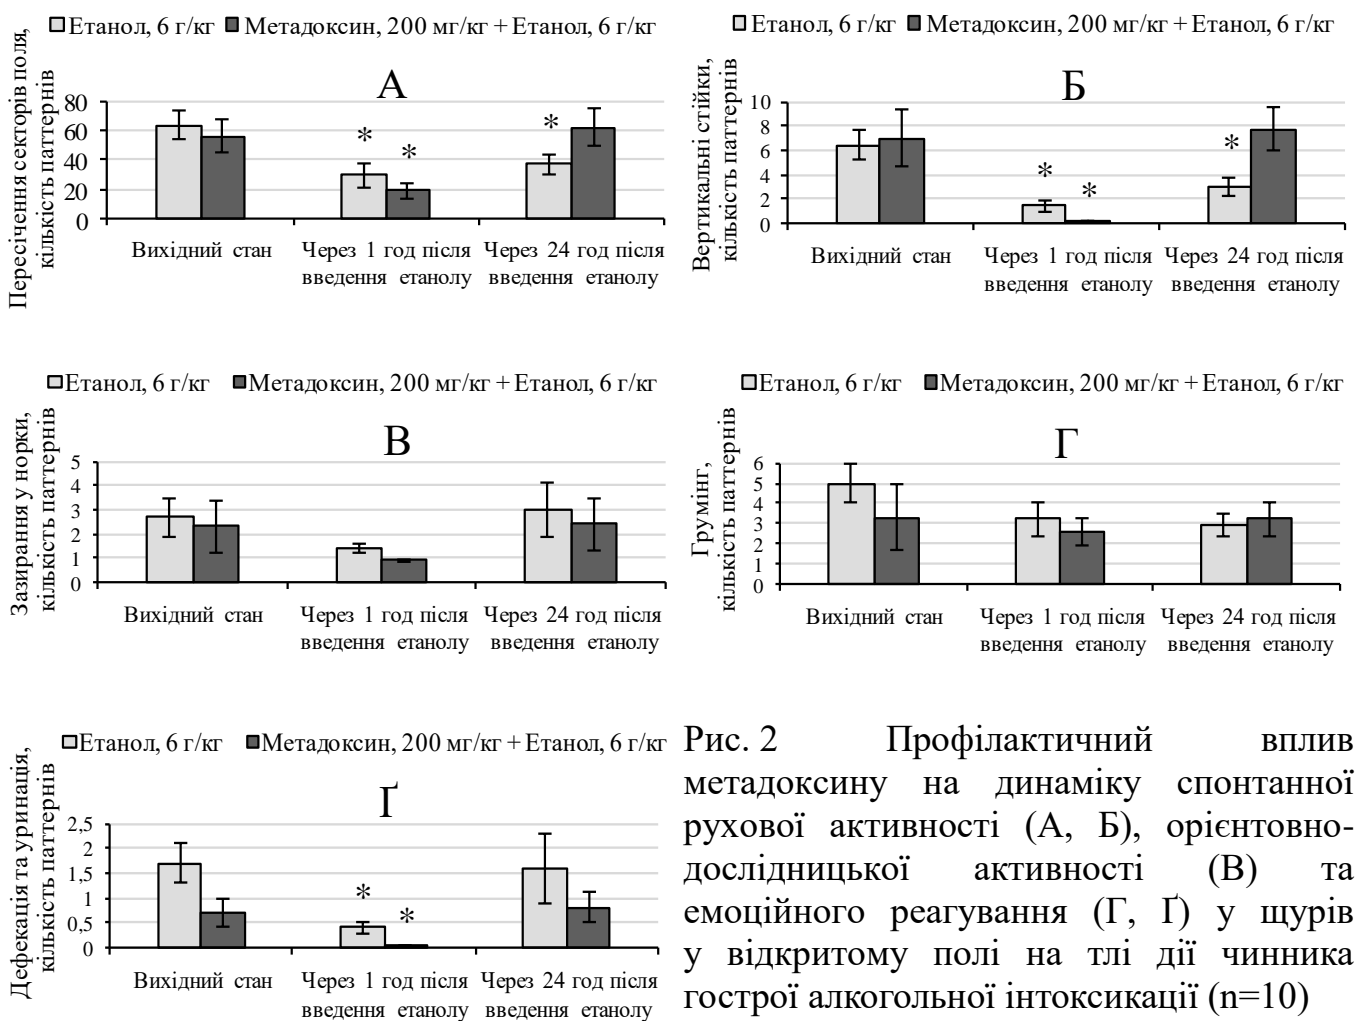 Етанол, 6 г/кг Метадоксин, 200 мг/кг + Етанол, 6 г/кг
А
Пересічення секторів поля,
кількість паттернів
80
60
40
20
0
* * *
Вихідний стан
Через 1 год після
введення етанолу
Через 24 год після
етанолу
Етанол, 6 г/кг Метадоксин, 200 мг/кг + Етанол, 6 г/кг
Б
Вертикальні стійки,
кількість паттернів
10
8
6
4
2
0
* * *
Вихідний стан
Через 1 год після
введення етанолу
Через 24 год після
введення етанолу
Етанол, 6 г/кг Метадоксин, 200 мг/кг + Етанол, 6 г/кг
В
Зазирання у норки,
кількість паттернів
5
4
3
2
1
0
Вихідний стан
Через 1 год після
введення етанолу
Через 24 год після
етанолу
Етанол, 6 г/кг Метадоксин, 200 мг/кг + Етанол, 6 г/кг
Г
Грумінг,
кількість паттернів
6
5
4
3
2
1
0
Вихідний стан
Через 1 год після
введення етанолу
Через 24 год після
введення етанолу
Етанол, 6 г/кг Метадоксин, 200 мг/кг + Етанол, 6 г/кг
Ґ
Дефекація та уринація,
кількість паттернів
2,5
2
1,5
1
0,5
0
* *
Вихідний стан
Через 1 год після
введення етанолу
Через 24 год після
введення етанолу
Рис. 2 Профілактичний вплив
метадоксину на динаміку спонтанної
рухової активності (А, Б), орієнтовно-
дослідницької активності (В) та
емоційного реагування (Г, Ґ) у щурів
у відкритому полі на тлі дії чинника
гострої алкогольної інтоксикації (n=10)